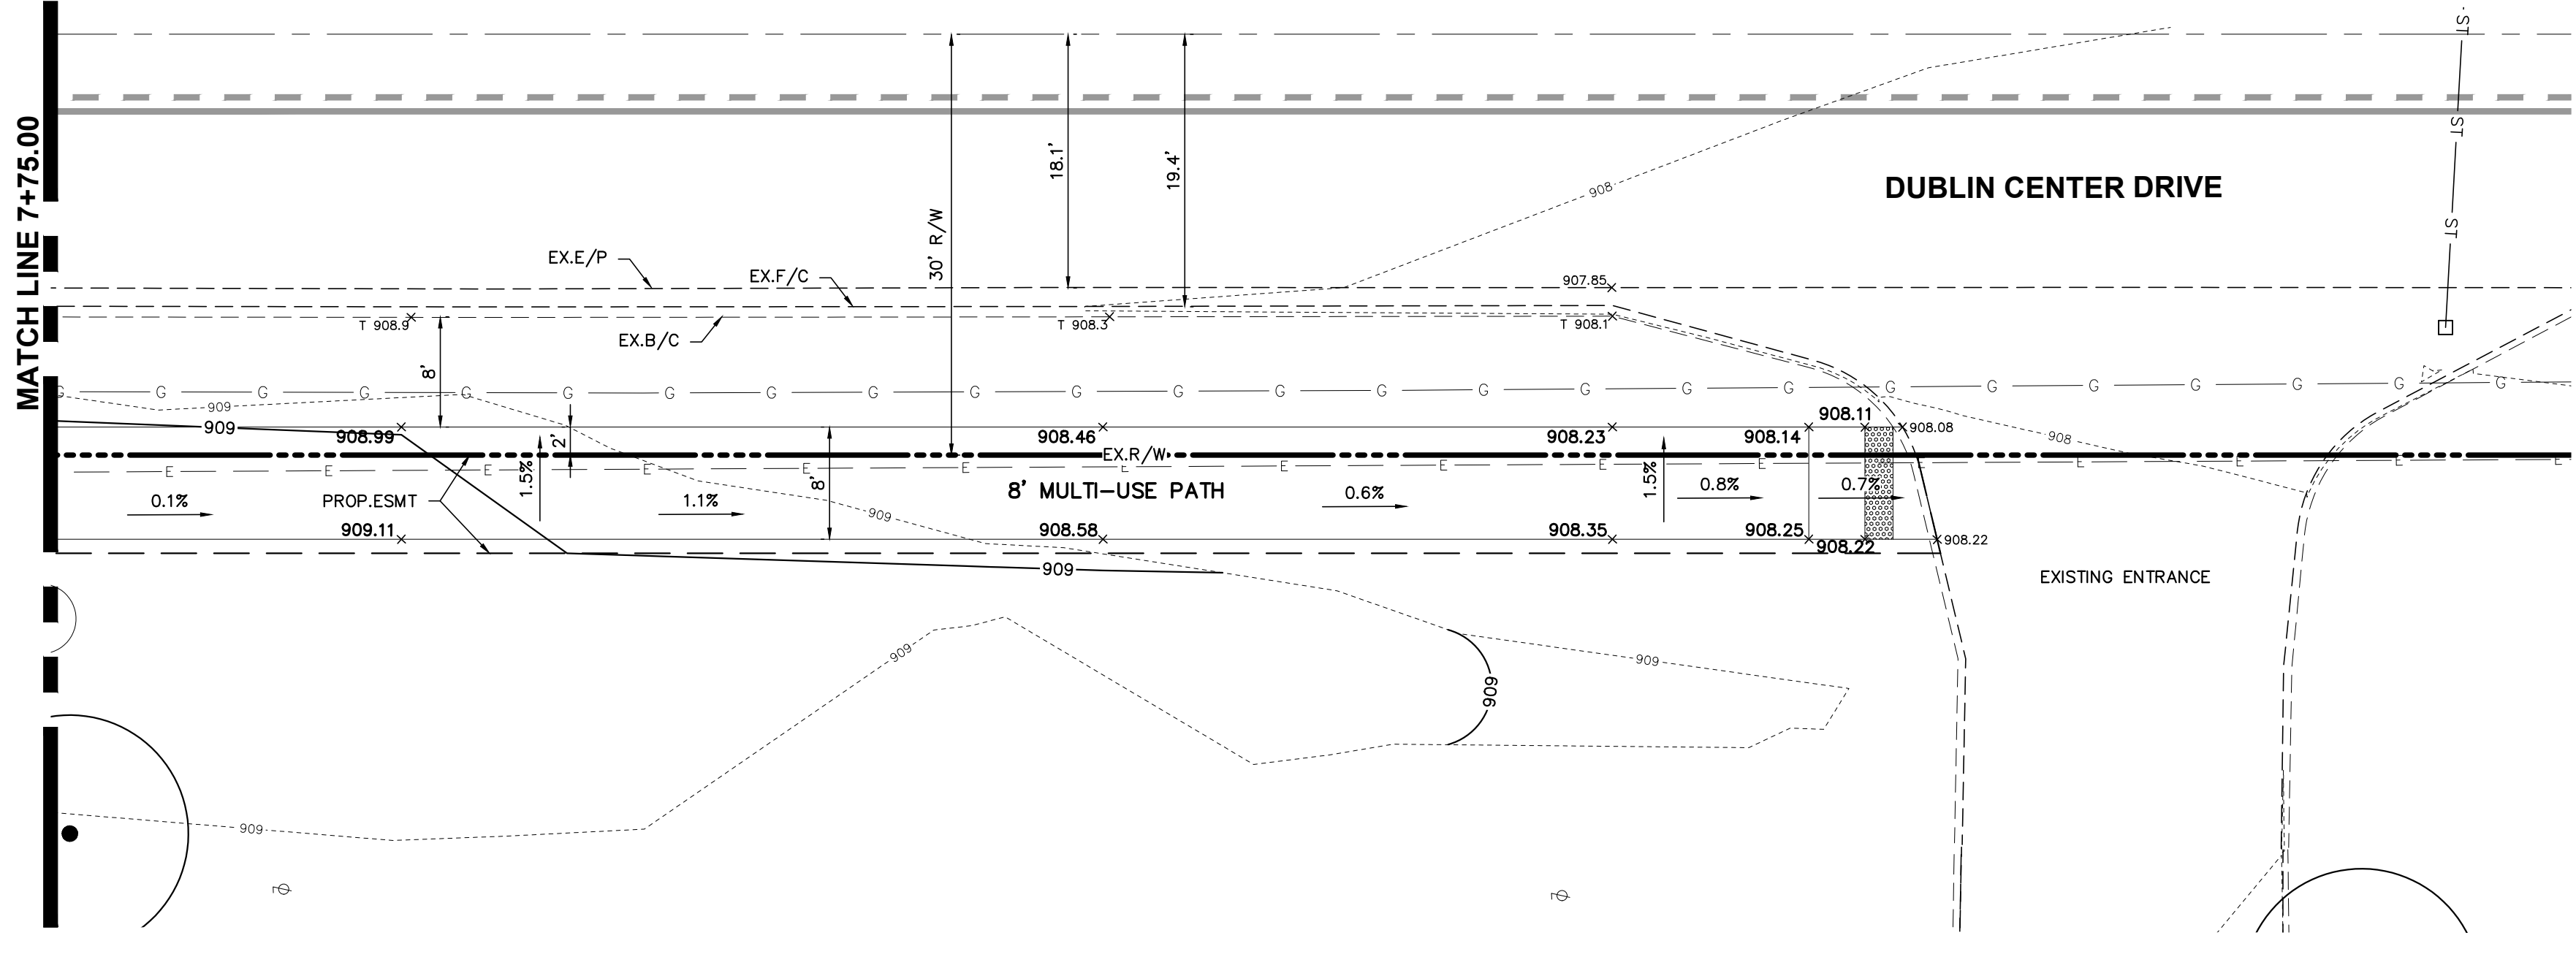 MATCH LINE 7+75.00
ST
ST
ST
18.1'
19.4'
30' R/W
908
DUBLIN CENTER DRIVE
EX.E/P
EX.F/C
907.85
T 908.9
T 908.3
T 908.1
EX.B/C
8'
G G G G G G G G G G G G G G G G G G G G G G G G G
909
909
908.99
2'
908.46
908.23
908.14
908.11
908.08
908
EX.R/W
E E E E E E E E E E E E E E E E
1.5%
8'
1.5%
0.1%
PROP.ESMT
1.1%
8' MULTI-USE PATH
0.6%
0.8%
0.7%
909
909.11
908.58
908.35
908.25
908.22
908.22
909
EXISTING ENTRANCE
909
909
909
909